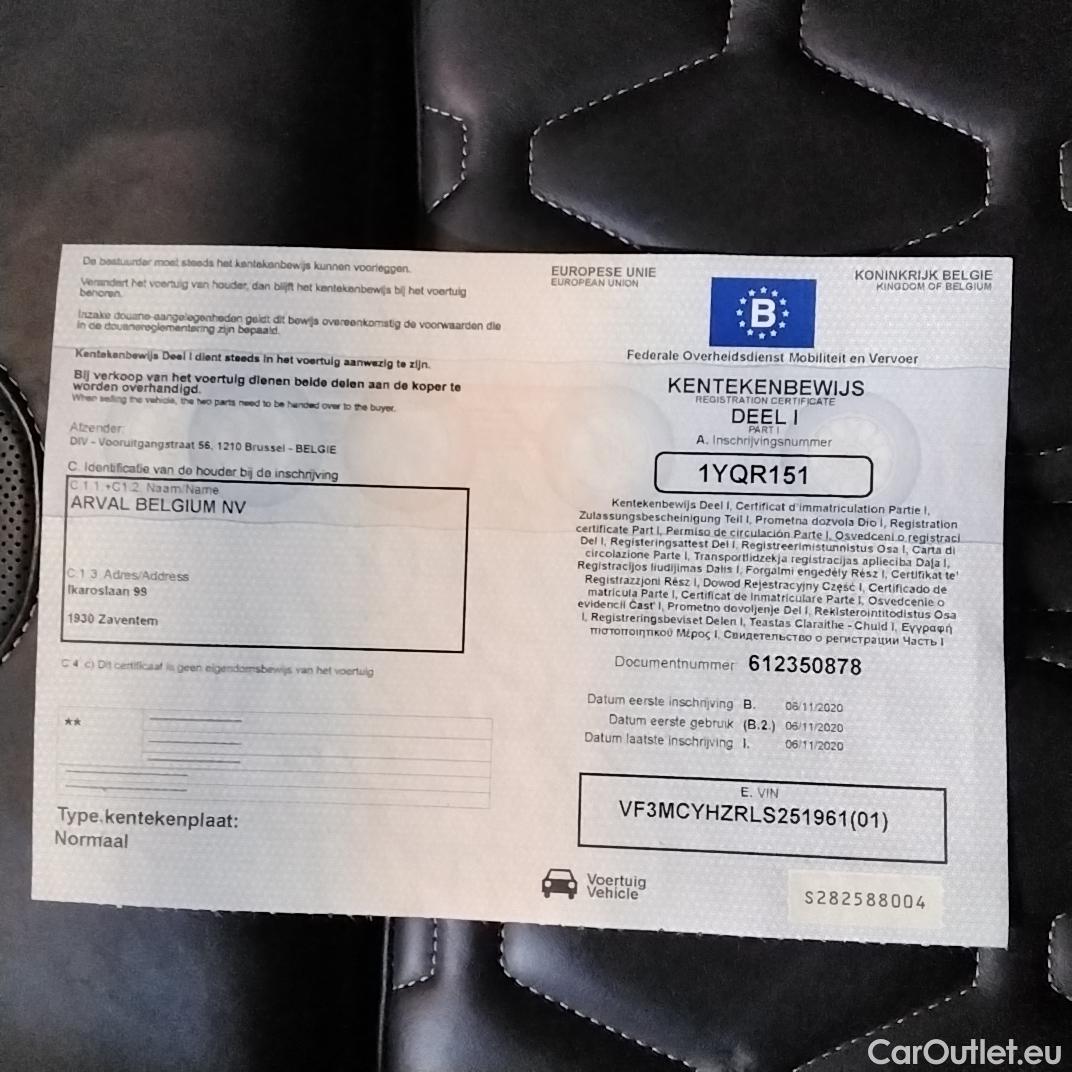 De bestuurder moet steeds het kentekenbewijs kunnen voorleggen.
Verandert het voertuig van houder, dan blijft het kentekenbewijs bij het voertuig
behoren.
Inzake douane-aangelegenheden geldt dit bewijs overeenkomstig de voorwaarden die
in de douanereglementering zijn bepaald.
Kentekenbewijs Deel I dient steeds in het voertuig aanwezig te zijn.
Bij verkoop van het voertuig dienen beide delen aan de koper te
worden overhandigd.
When selling the vehicle, the two parts need to be handed over to the buyer.
Afzender:
DIV - Vooruitgangstraat 56, 1210 Brussel - BELGIE
C. Identificatie van de houder bij de inschrijving
C.1.1.+C1.2. Naam/Name
ARVAL BELGIUM NV
C.1.3. Adres/Address
Ikaroslaan 99
1930 Zaventem
C.4. c) Dit certificaat is geen eigendomsbewijs van het voertuig
**
Type.kentekenplaat:
Normaal
EUROPESE UNIE
EUROPEAN UNION
B
KONINKRIJK BELGIE
KINGDOM OF BELGIUM
Federale Overheidsdienst Mobiliteit en Vervoer
KENTEKENBEWIJS
REGISTRATION CERTIFICATE
DEEL I
PART I
A. Inschrijvingsnummer
1YQR151
Kentekenbewijs Deel I, Certificat d'immatriculation Partie I,
Zulassungsbescheinigung Teil I, Prometna dozvola Dio I, Registration
certificate Part I, Permiso de circulación Parte I, Osvedceni o registraci
Del I, Registeringsattest Del I, Registreerimistunnistus Osa I, Carta di
circolazione Parte I, Transportlidzekja registracijas apliecība Daļa I,
Registracijos liudijimas Dalis I, Forgalmi engedély Rész I, Certifikat te'
Registrazzjoni Rész I, Dowod Rejestracyjny Część I, Certificado de
matricula Parte I, Certificat de Inmatriculare Parte I, Osvedcenie o
evidencii Časť I, Prometno dovoljenje Del I, Rekisterointitodistus Osa
I, Registreringsbeviset Delen I, Teastas Claraithe - Chuid I, Εγγραφή
πιστοποιητικού Μέρος I, Свидетельство о регистрации Часть I
Documentnummer 612350878
Datum eerste inschrijving B. 06/11/2020
Datum eerste gebruik (B.2.) 06/11/2020
Datum laatste inschrijving I. 06/11/2020
E. VIN
VF3MCYHZRLS251961(01)
Voertuig
Vehicle
S282588004
CarOutlet.eu